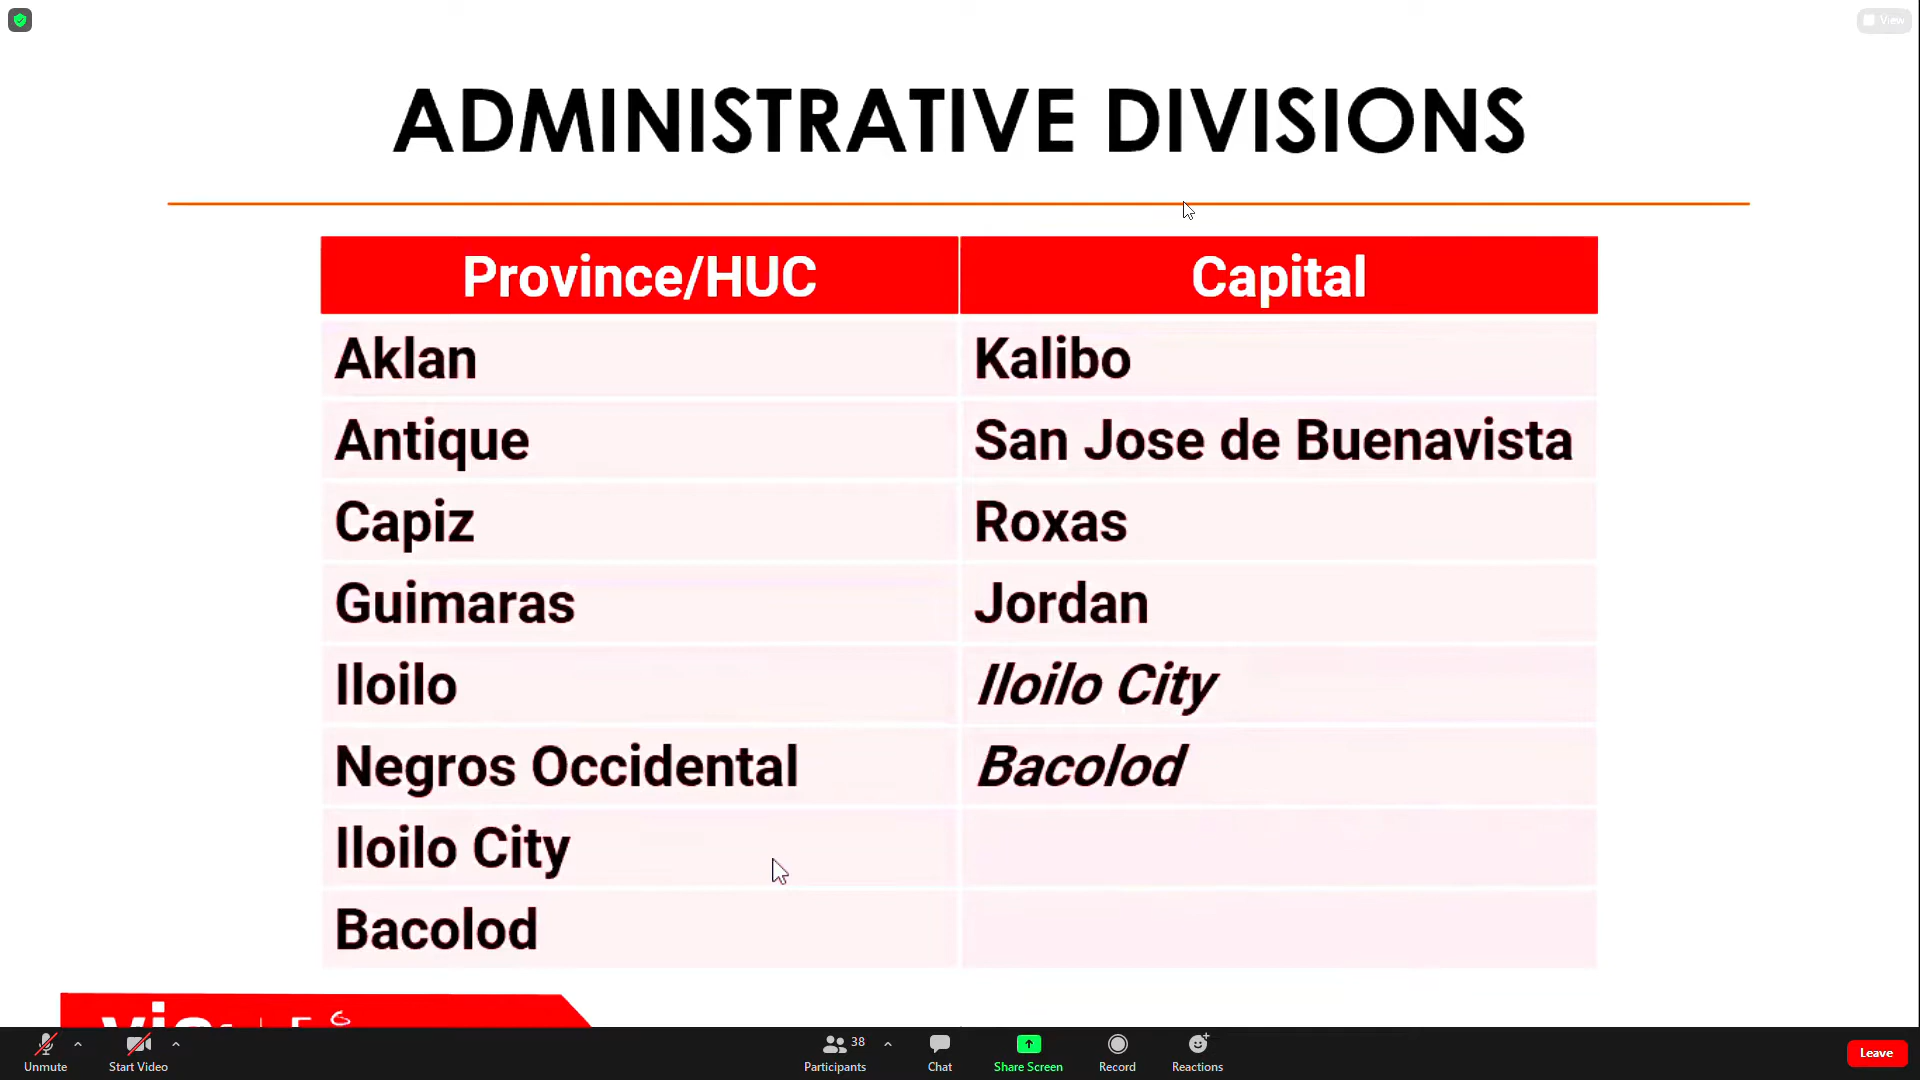 View
ADMINISTRATIVE DIVISIONS
Province/HUC Capital
Aklan Kalibo
Antique San Jose de Buenavista
Capiz Roxas
Guimaras Jordan
Iloilo Iloilo City
Negros Occidental Bacolod
Iloilo City
Bacolod
Unmute Start Video 38 Participants Chat Share Screen Record Reactions Leave